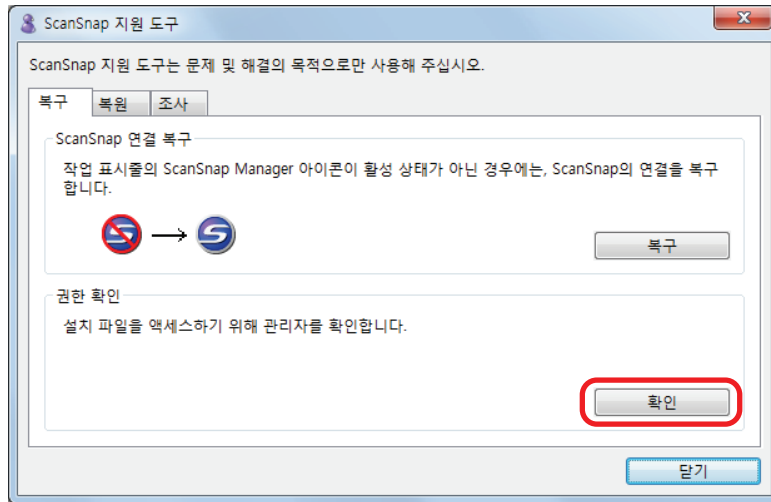 ScanSnap 지원 도구
ScanSnap 지원 도구는 문제 및 해결의 목적으로만 사용해 주십시오.
복구 복원 조사
ScanSnap 연결 복구
작업 표시줄의 ScanSnap Manager 아이콘이 활성 상태가 아닌 경우에는, ScanSnap의 연결을 복구
합니다.
복구
권한 확인
설치 파일을 액세스하기 위해 관리자를 확인합니다.
확인
닫기